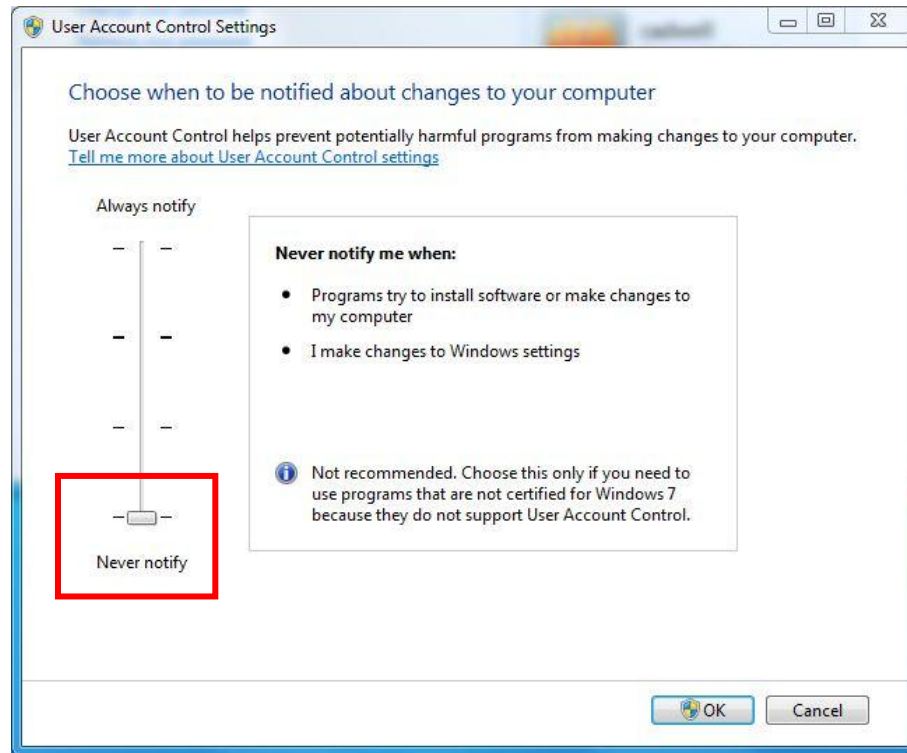 User Account Control Settings
Choose when to be notified about changes to your computer
User Account Control helps prevent potentially harmful programs from making changes to your computer.
Tell me more about User Account Control settings
Always notify
Never notify me when:
• Programs try to install software or make changes to
my computer
• I make changes to Windows settings
Not recommended. Choose this only if you need to
use programs that are not certified for Windows 7
because they do not support User Account Control.
Never notify
OK
Cancel